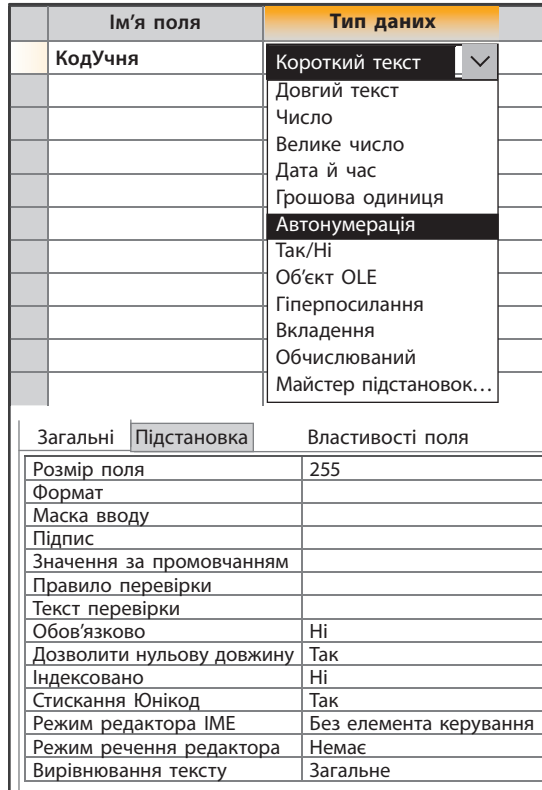 Ім’я поля Тип даних
КодУчня Короткий текст
Довгий текст
Число
Велике число
Дата й час
Грошова одиниця
Автонумерація
Так/Ні
Об’єкт OLE
Гіперпосилання
Вкладення
Обчислюваний
Майстер підстановок...
Загальні Підстановка Властивості поля
Розмір поля 255
Формат
Маска вводу
Підпис
Значення за промовчанням
Правило перевірки
Текст перевірки
Обов’язково Ні
Дозволити нульову довжину Так
Індексовано Ні
Стискання Юнікод Так
Режим редактора IME Без елемента керування
Режим речення редактора Немає
Вирівнювання тексту Загальне